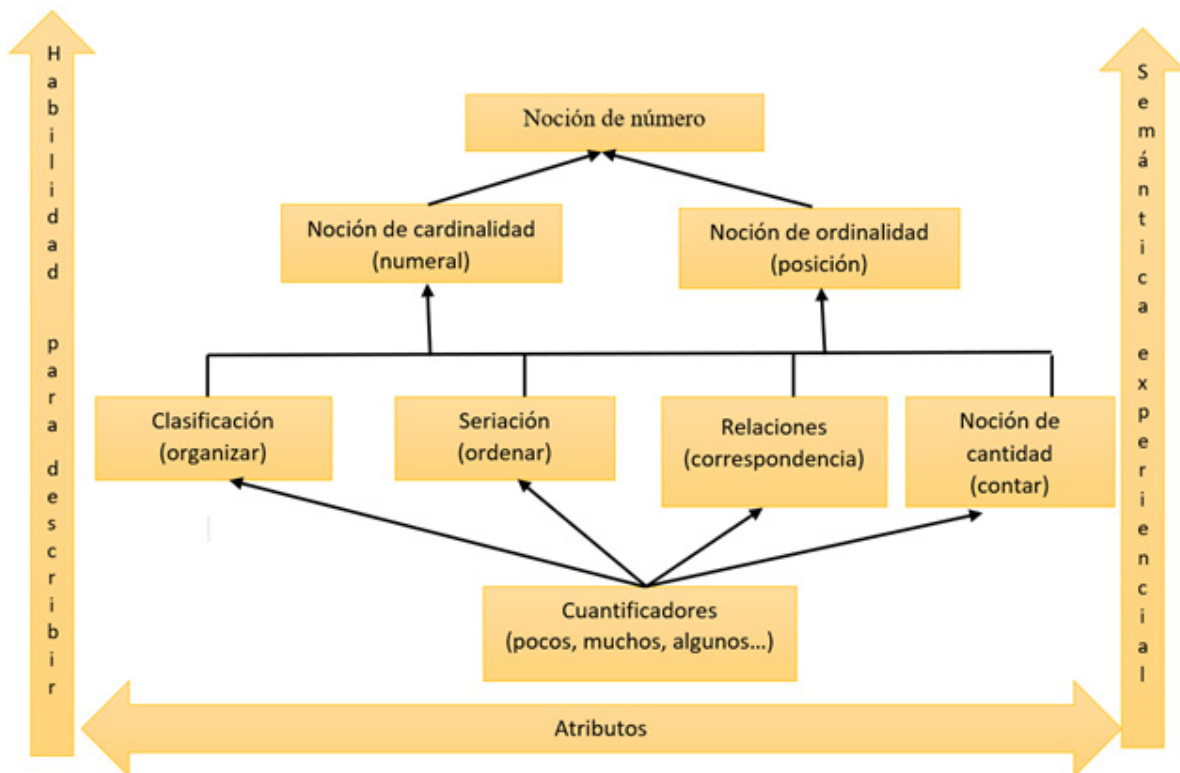 Habilidad para describir
Semántica experiencial
Noción de número
Noción de cardinalidad
(numeral)
Noción de ordinalidad
(posición)
Clasificación
(organizar)
Seriación
(ordenar)
Relaciones
(correspondencia)
Noción de
cantidad
(contar)
Cuantificadores
(pocos, muchos, algunos...)
Atributos